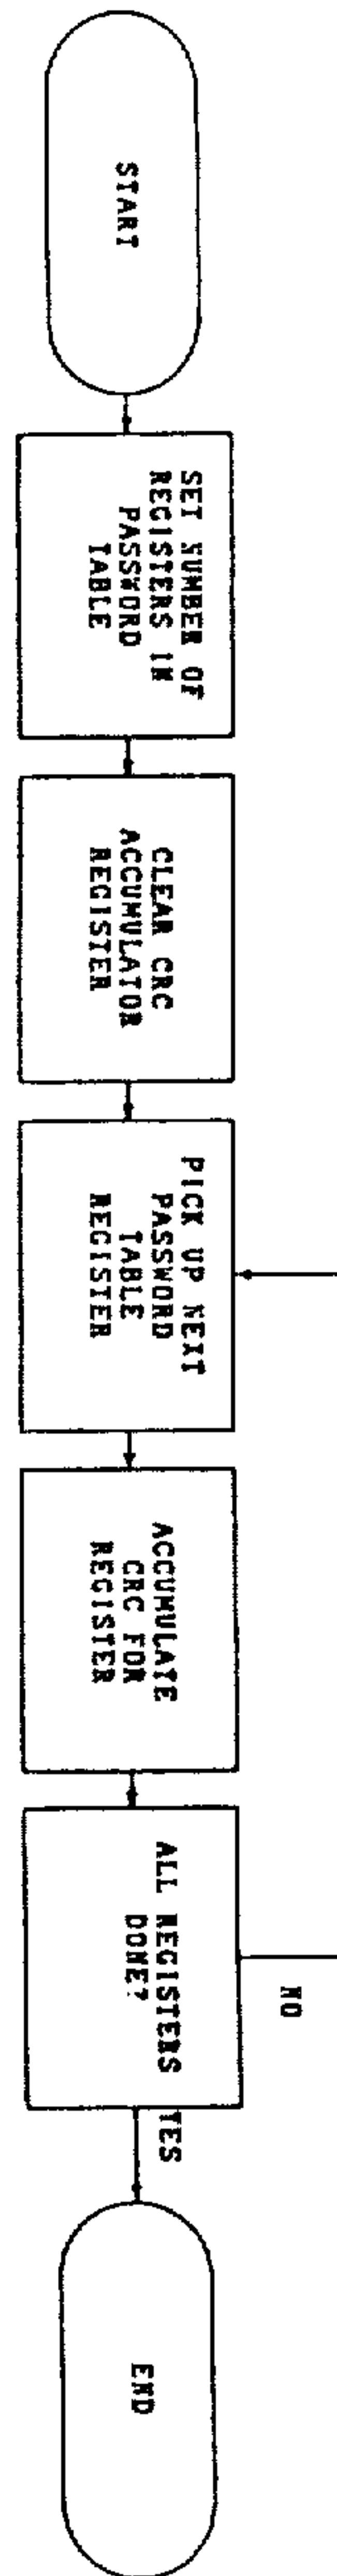 START
SET NUMBER OF
REGISTERS IN
PASSWORD
TABLE
CLEAR CRC
ACCUMULATOR
REGISTER
PICK UP NEXT
PASSWORD
TABLE
REGISTER
ACCUMULATE
CRC FOR
REGISTER
ALL REGISTERS
DONE?
NO
YES
END